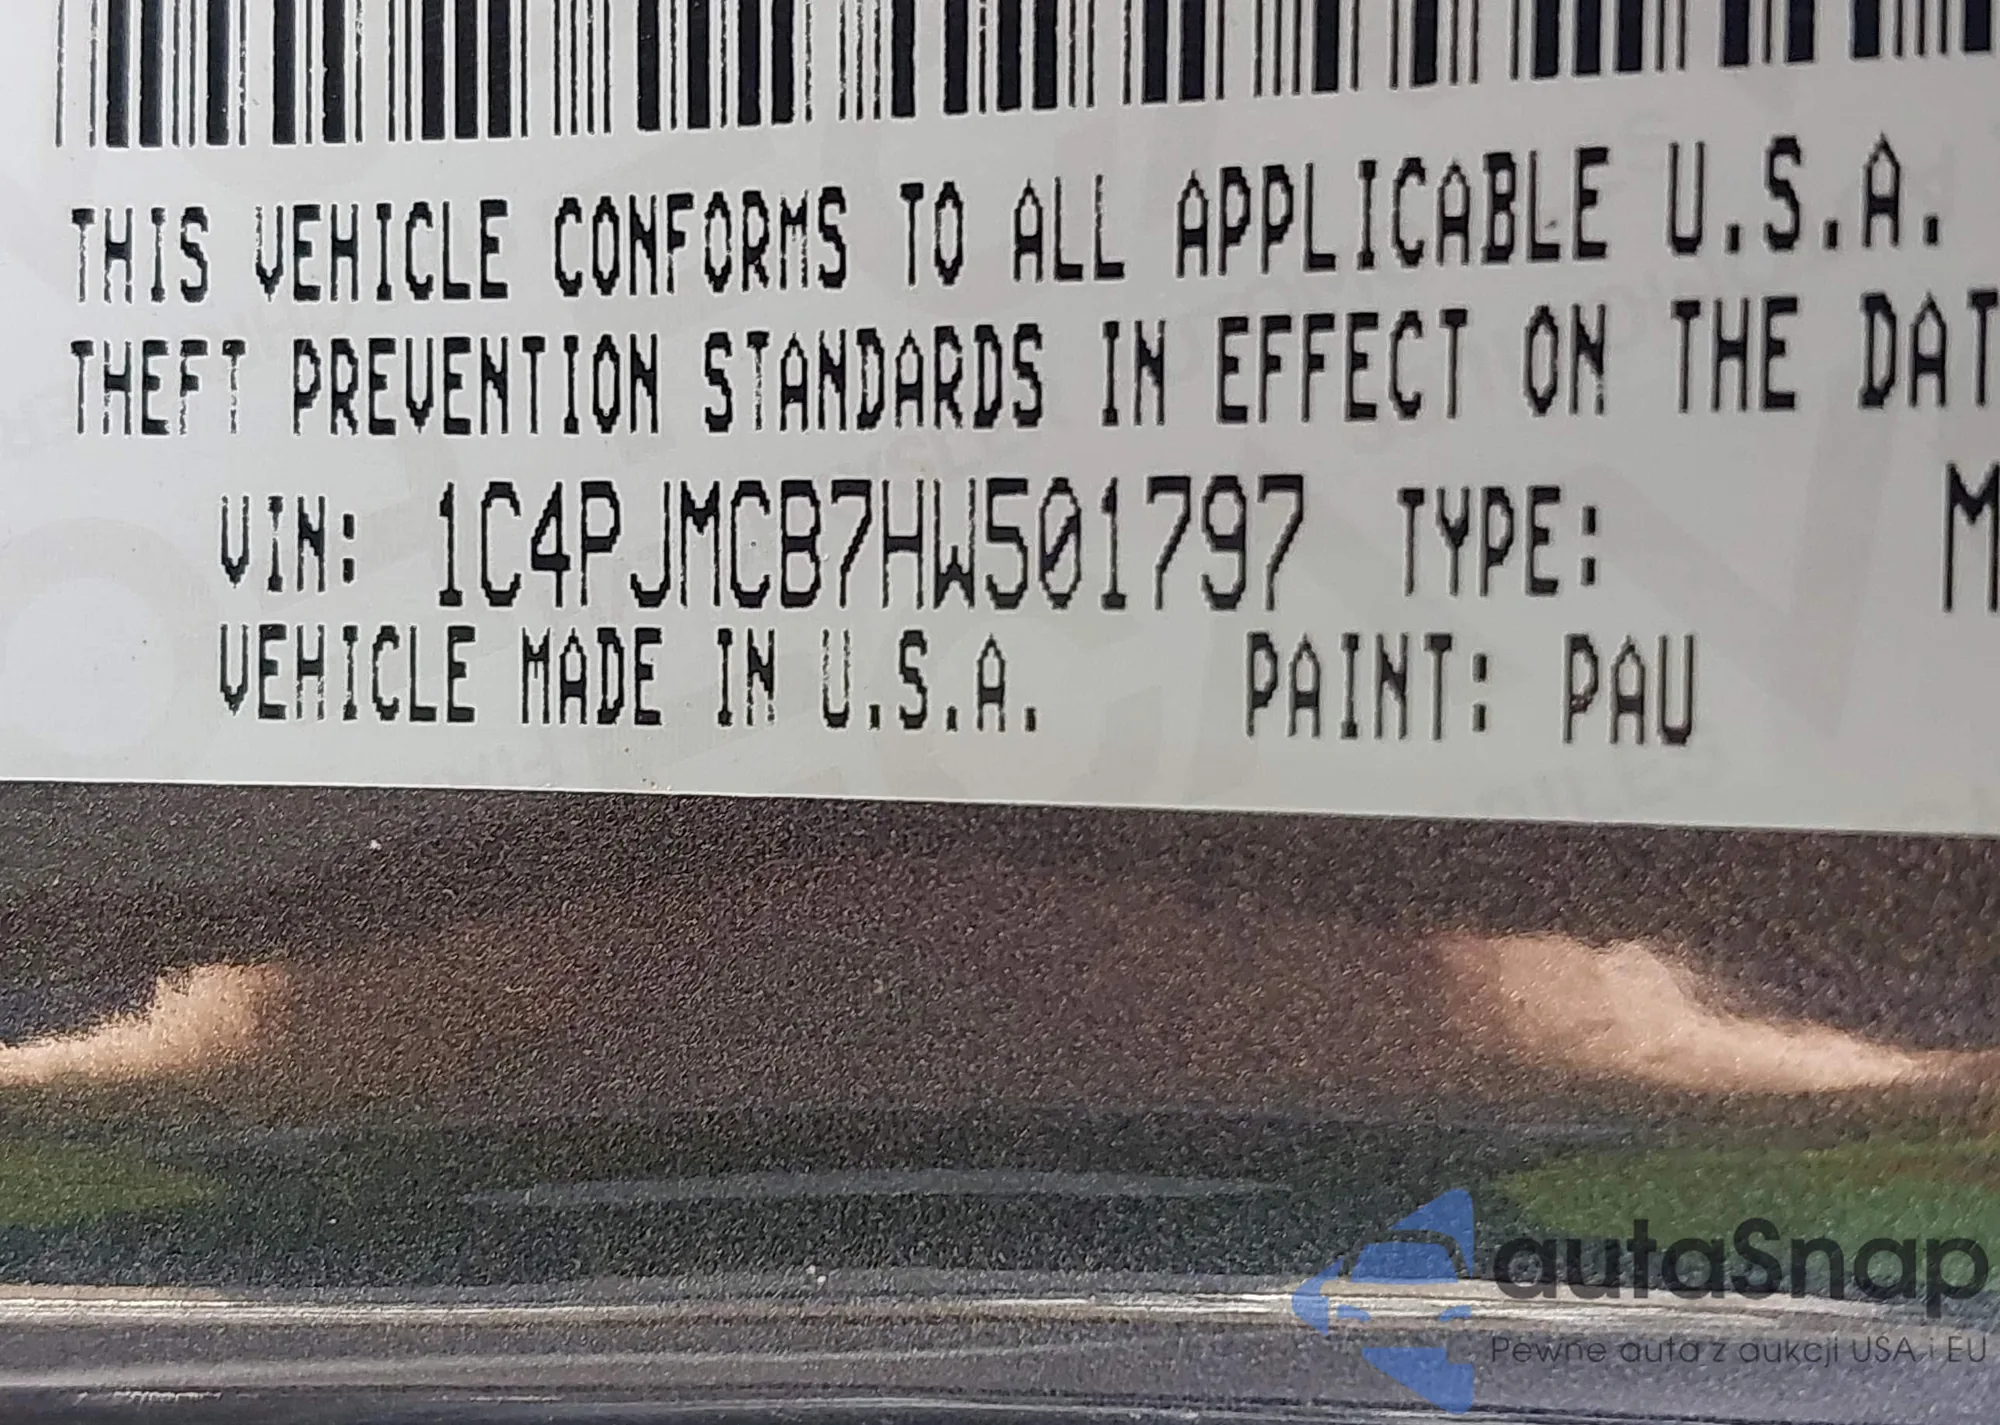 THIS VEHICLE CONFORMS TO ALL APPLICABLE U.S.A.
THEFT PREVENTION STANDARDS IN EFFECT ON THE DAT
VIN: 1C4PJMCB7HW501797 TYPE: M
VEHICLE MADE IN U.S.A. PAINT: PAU
autaSnap
Pewne auta z aukcji USA i EU